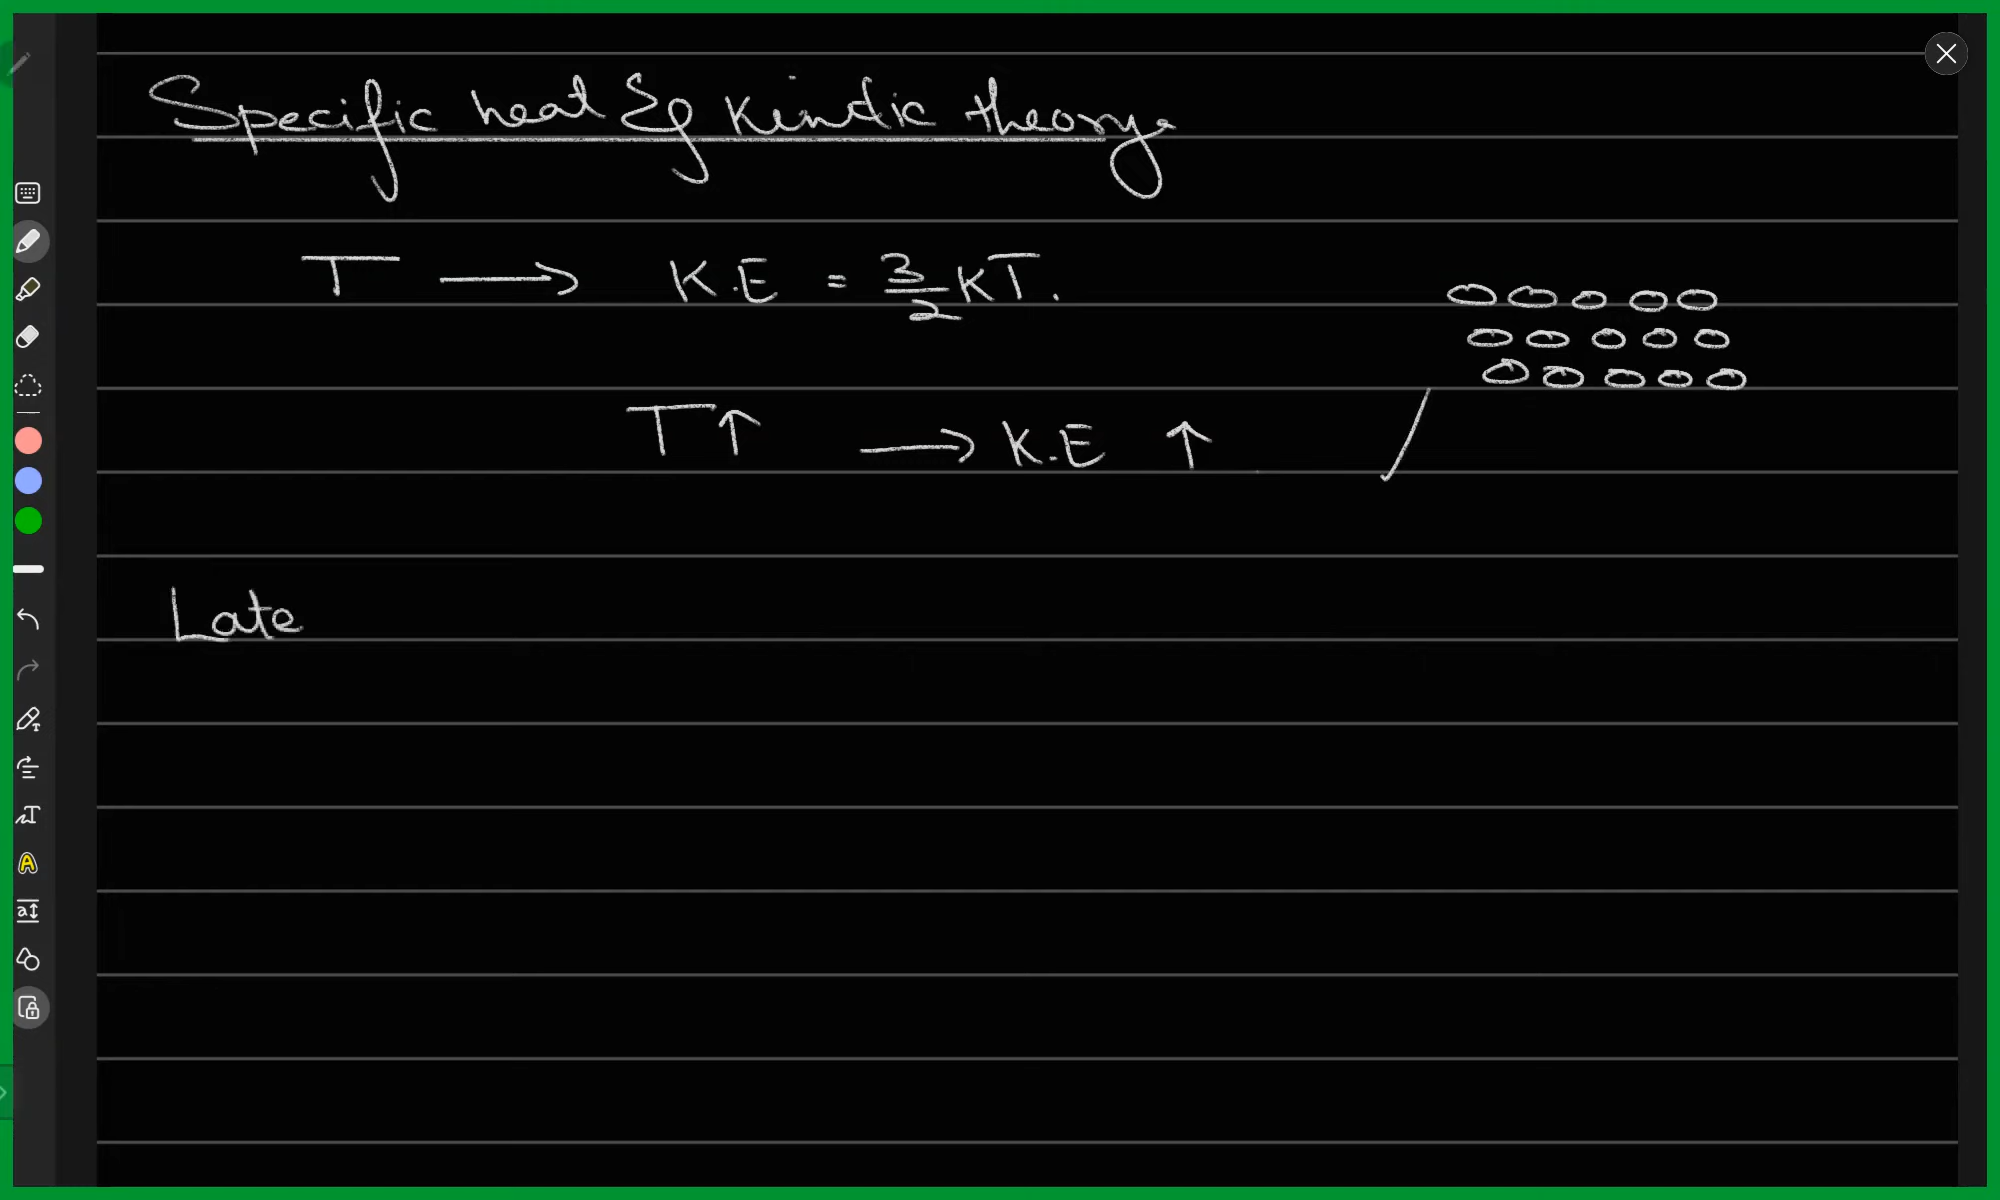 Specific heat & kinetic theory
T → K.E = 3/2 kT.
T↑ → K.E ↑
Late